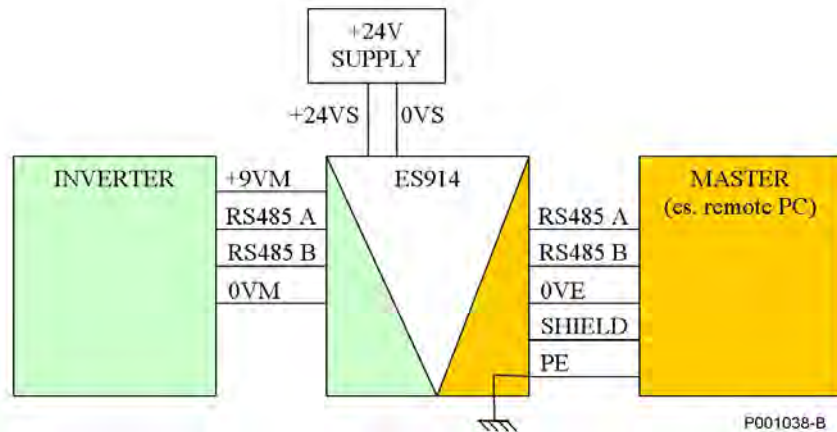 +24V
SUPPLY
+24VS
0VS
INVERTER
+9VM
RS485 A
RS485 B
0VM
ES914
RS485 A
RS485 B
0VE
SHIELD
PE
MASTER
(es. remote PC)
P001038-B